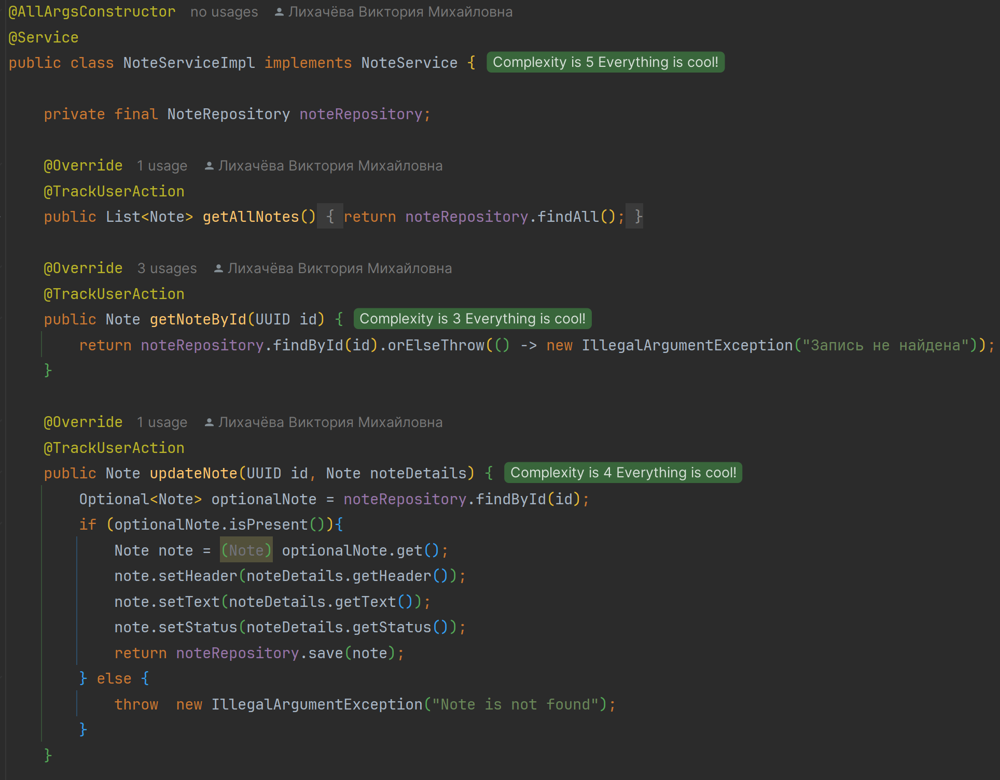 @AllArgsConstructor no usages Лихачёва Виктория Михайловна
@Service
public class NoteServiceImpl implements NoteService { Complexity is 5 Everything is cool!
private final NoteRepository noteRepository;
@Override 1 usage Лихачёва Виктория Михайловна
@TrackUserAction
public List<Note> getAllNotes() { return noteRepository.findAll(); }
@Override 3 usages Лихачёва Виктория Михайловна
@TrackUserAction
public Note getNoteById(UUID id) { Complexity is 3 Everything is cool!
return noteRepository.findById(id).orElseThrow(() -> new IllegalArgumentException("Запись не найдена"));
}
@Override 1 usage Лихачёва Виктория Михайловна
@TrackUserAction
public Note updateNote(UUID id, Note noteDetails) { Complexity is 4 Everything is cool!
Optional<Note> optionalNote = noteRepository.findById(id);
if (optionalNote.isPresent()){
Note note = (Note) optionalNote.get();
note.setHeader(noteDetails.getHeader());
note.setText(noteDetails.getText());
note.setStatus(noteDetails.getStatus());
return noteRepository.save(note);
} else {
throw  new IllegalArgumentException("Note is not found");
}
}